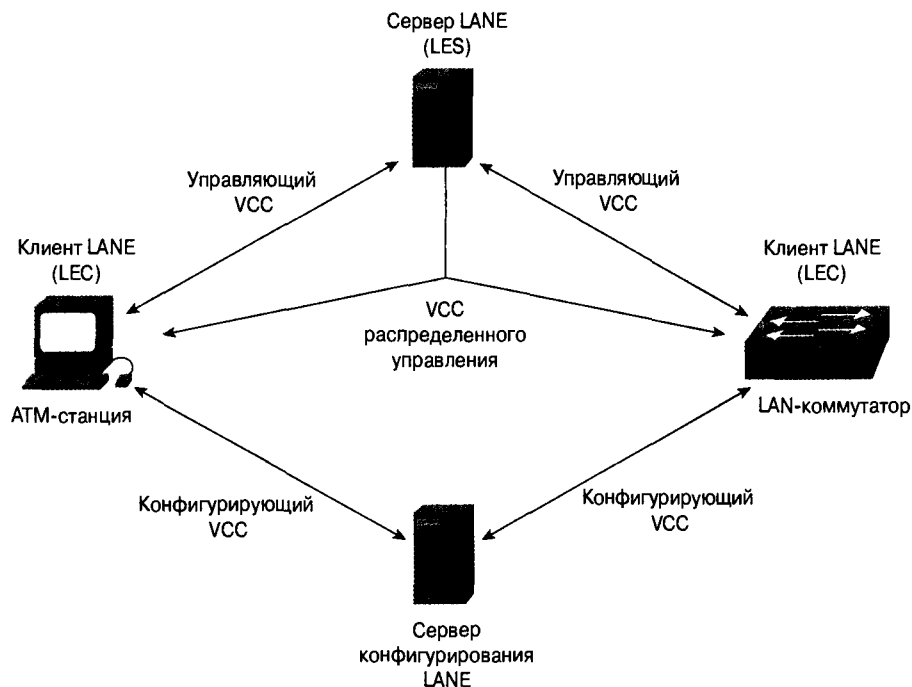 Сервер LANE
(LES)
Управляющий
VCC
Управляющий
VCC
Клиент LANE
(LEC)
Клиент LANE
(LEC)
VCC
распределенного
управления
ATM-станция
LAN-коммутатор
Конфигурирующий
VCC
Конфигурирующий
VCC
Сервер
конфигурирования
LANE